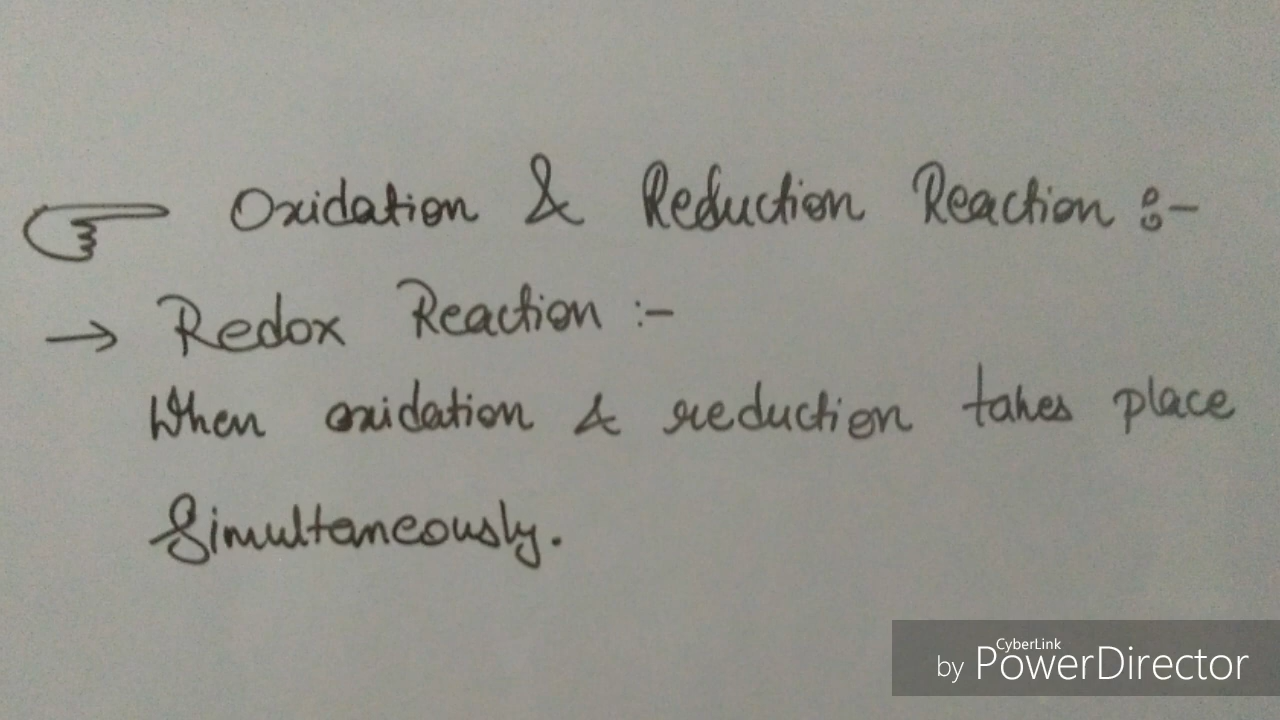 Oxidation & Reduction Reaction :-
→ Redox Reaction :-
When oxidation & reduction takes place
Simultaneously.
CyberLink
by PowerDirector